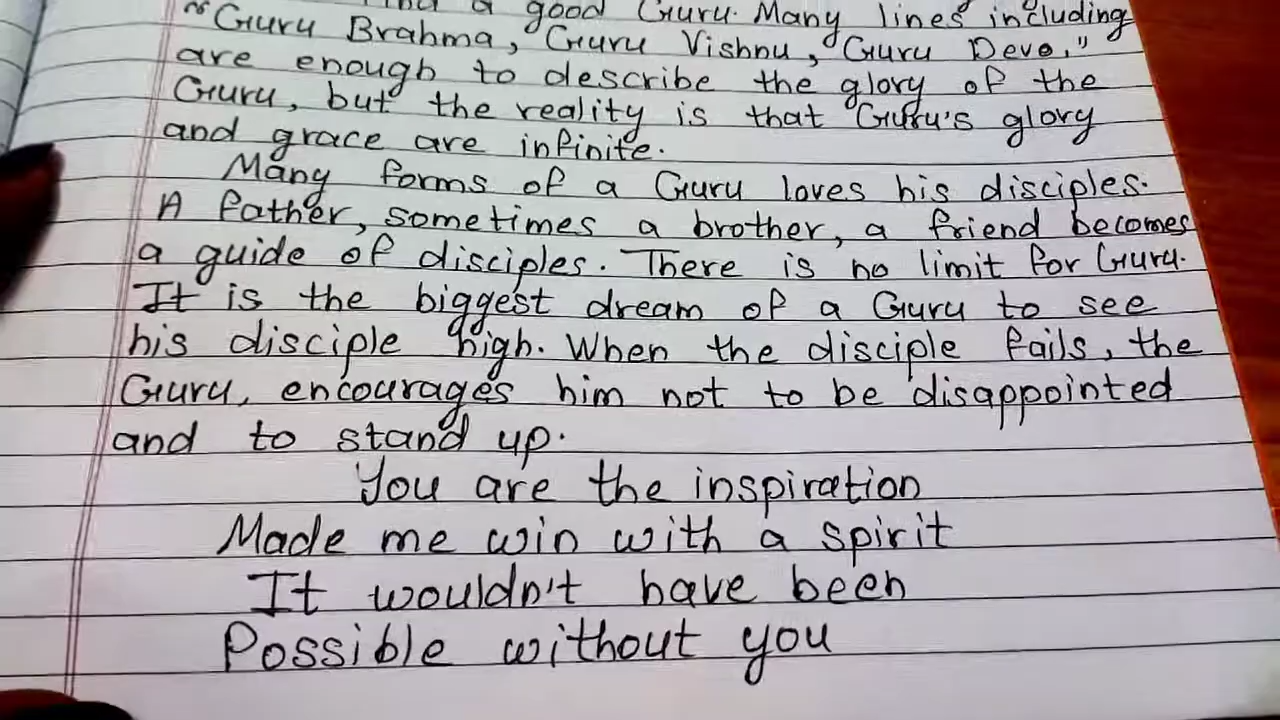 a good Guru. Many lines including
"Guru Brahma, Guru Vishnu, Guru Devo,"
are enough to describe the glory of the
Guru, but the reality is that Guru's glory
and grace are infinite.
Many forms of a Guru loves his disciples.
A father, sometimes a brother, a friend becomes
a guide of disciples. There is no limit for Guru.
It is the biggest dream of a Guru to see
his disciple high. When the disciple fails, the
Guru, encourages him not to be disappointed
and to stand up.
You are the inspiration
Made me win with a spirit
It wouldn't have been
Possible without you